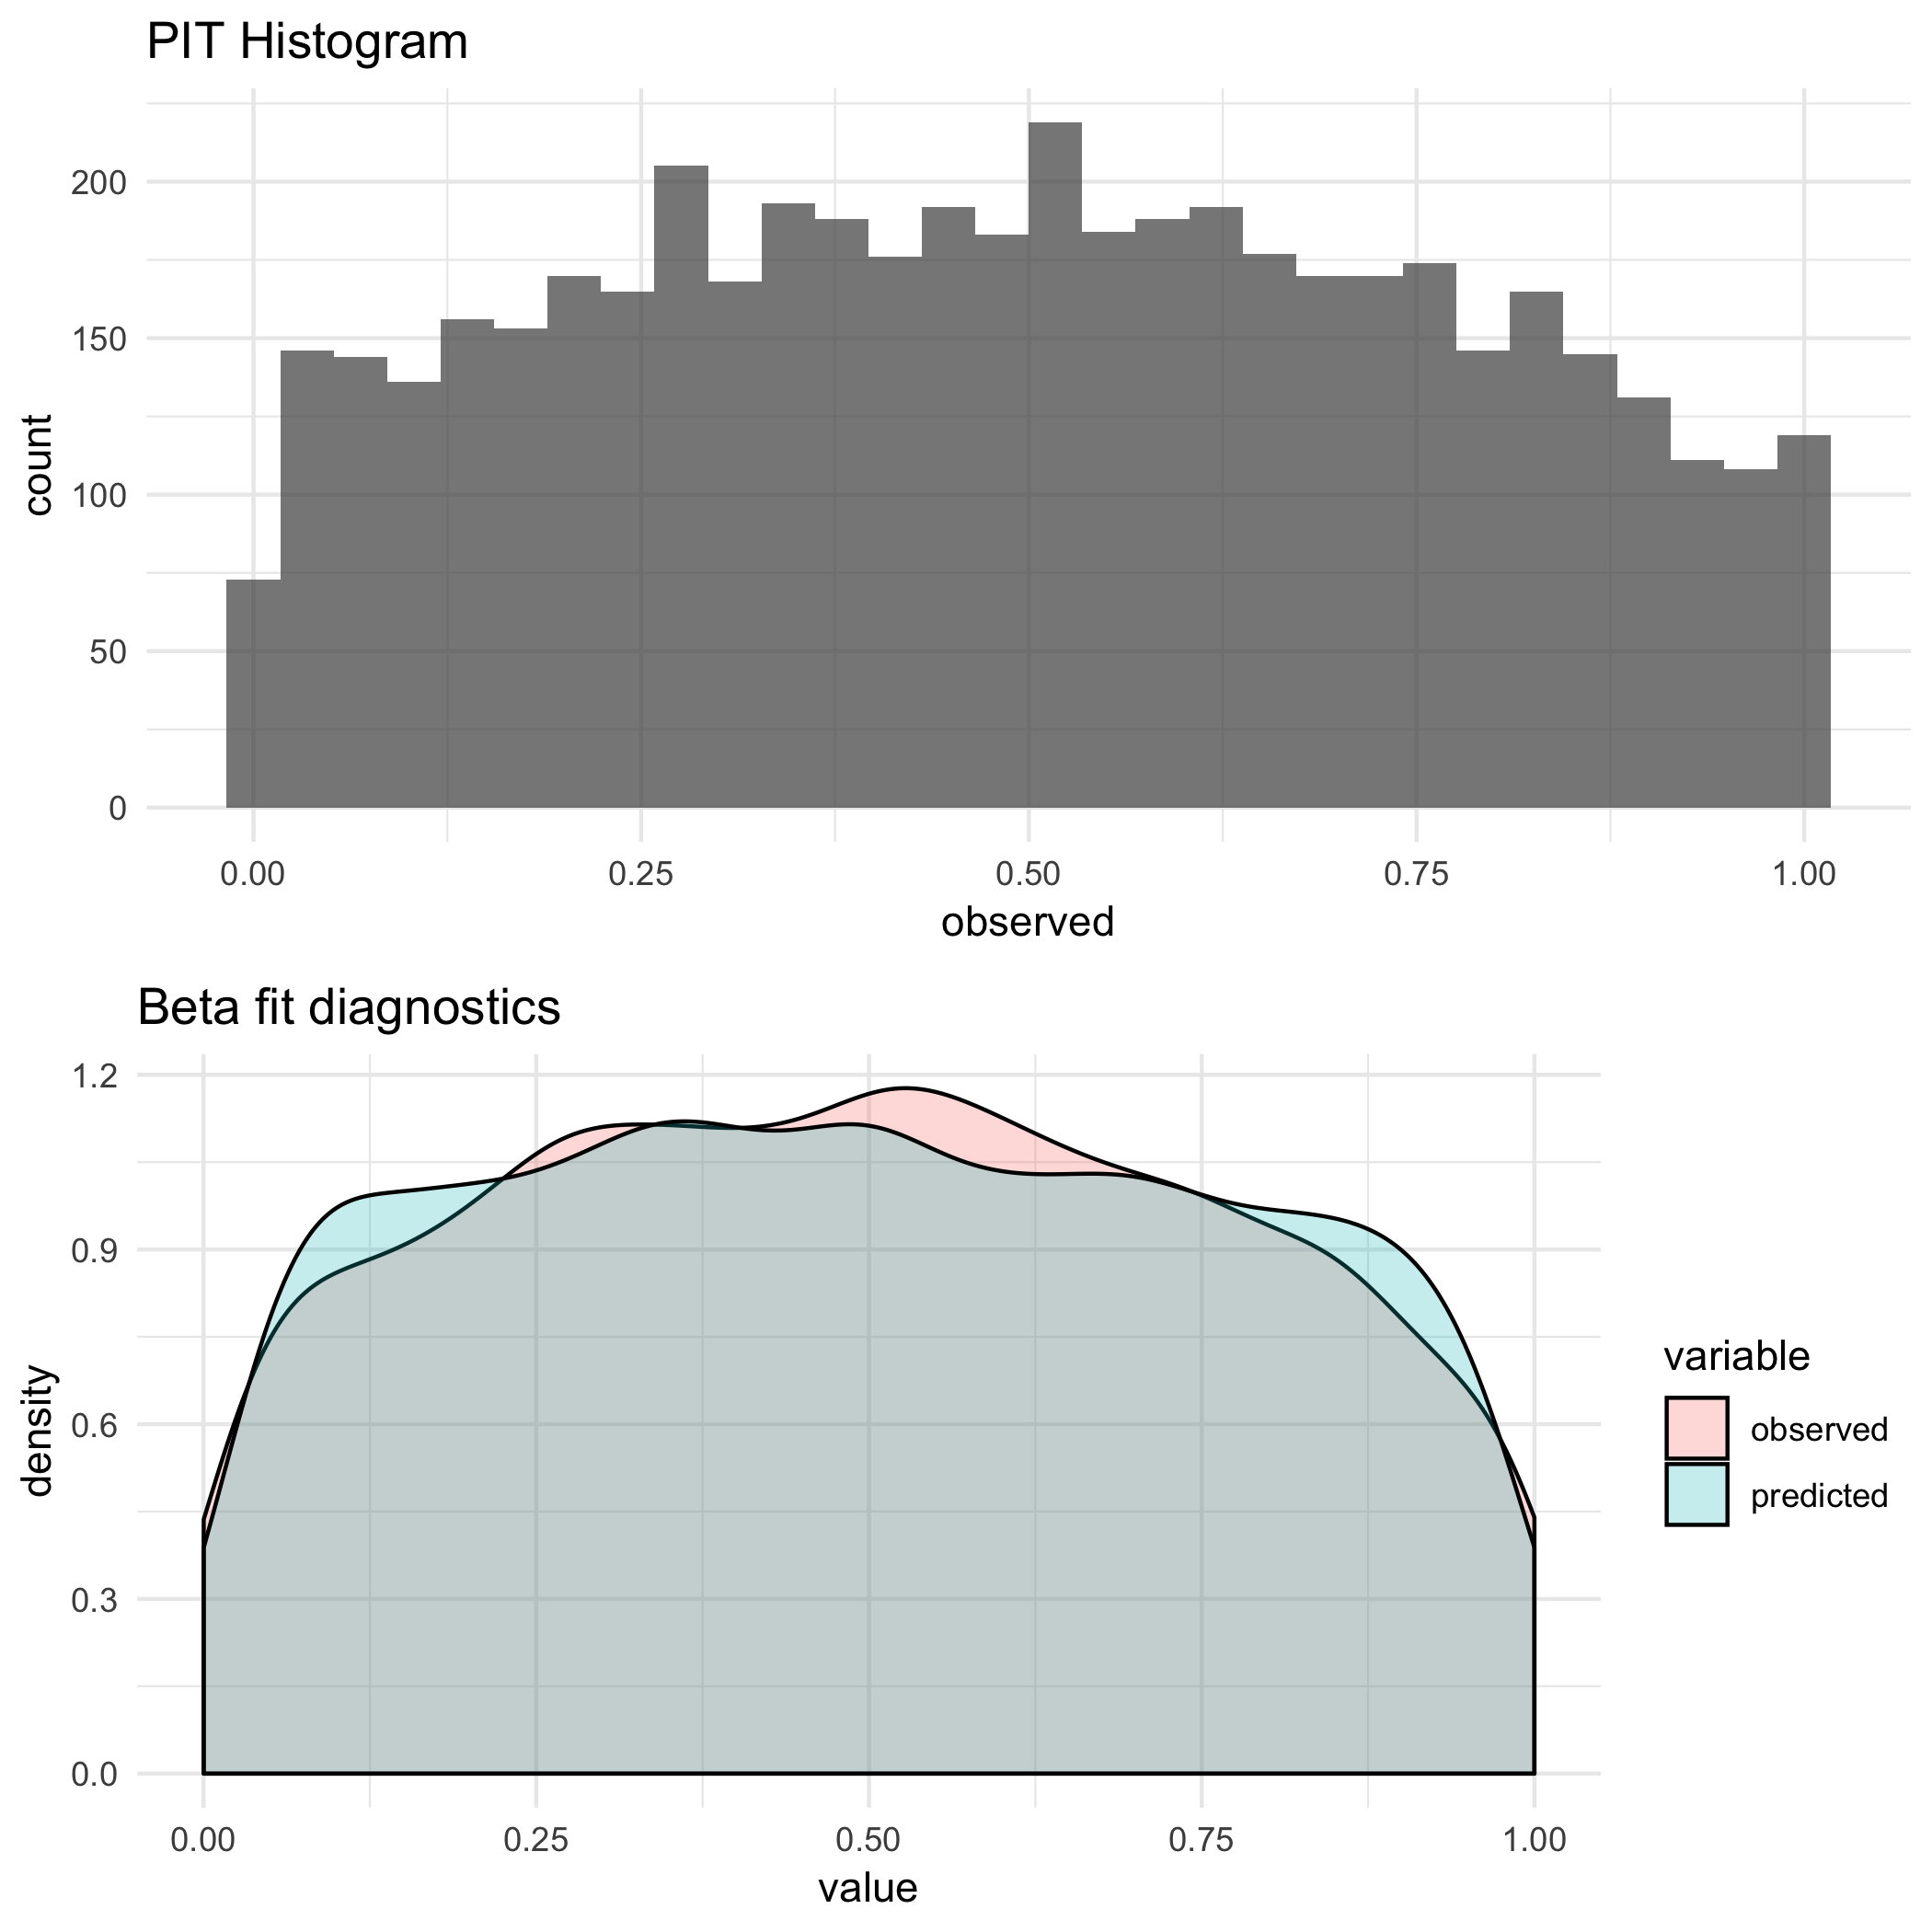 PIT Histogram
200
150
100
50
0
count
0.00 0.25 0.50 0.75 1.00
observed
Beta fit diagnostics
1.2
0.9
0.6
0.3
0.0
density
0.00 0.25 0.50 0.75 1.00
value
variable
observed
predicted